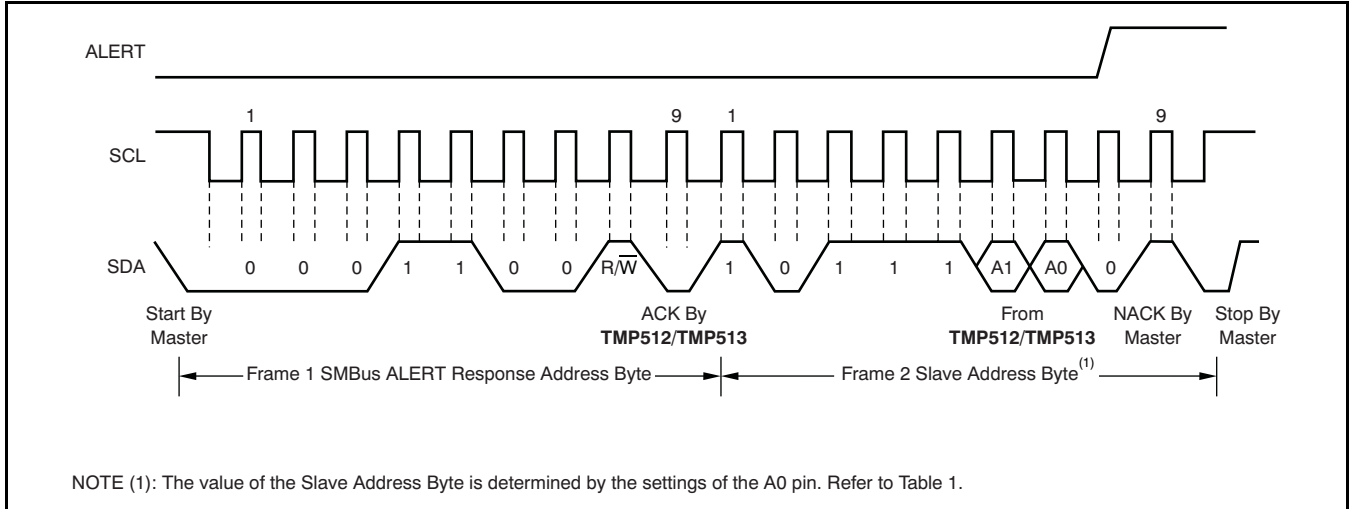 ALERT
1 9 1 9
SCL
SDA 0 0 0 1 1 0 0 R/W 1 0 1 1 1 A1 A0 0
Start By Master
ACK By TMP512/TMP513
From TMP512/TMP513
NACK By Master
Stop By Master
Frame 1 SMBus ALERT Response Address Byte
Frame 2 Slave Address Byte(1)
NOTE (1): The value of the Slave Address Byte is determined by the settings of the A0 pin. Refer to Table 1.